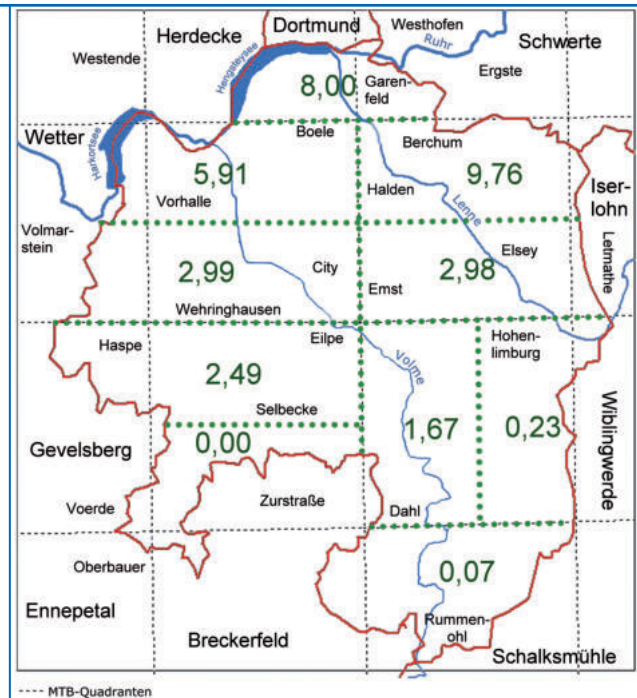 Dortmund
Westhofen
Herdecke
Schwerte
Ruhr
Westende
Hengsteysee
Ergste
8,00
Garen-
feld
Wetter
Harkortsee
Boele
Berchum
5,91
9,76
Iser-
lohn
Vorhalle
Halden
Lenne
Volmar-
stein
Letmathe
2,99
City
2,98
Elsey
Emst
Wehringhausen
Haspe
Eilpe
Hohen-
limburg
Volme
2,49
Selbecke
1,67
0,23
Wiblingwerde
Gevelsberg
0,00
Voerde
Zurstraße
Dahl
Oberbauer
0,07
Ennepetal
Rummen-
ohl
Breckerfeld
Schalksmühle
---- MTB-Quadranten